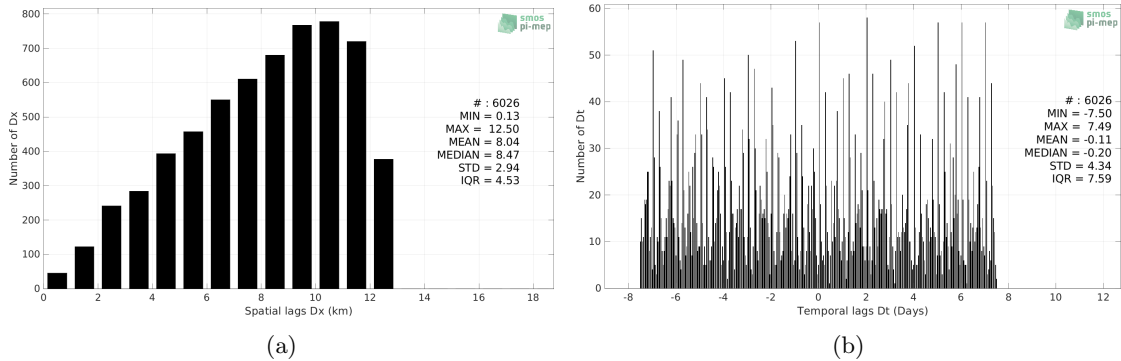 800
700
600
500
400
300
200
100
0
Number of Dx
0 2 4 6 8 10 12 14 16 18
Spatial lags Dx (km)
smos
pi-mep
# : 6026
MIN = 0.13
MAX = 12.50
MEAN = 8.04
MEDIAN = 8.47
STD = 2.94
IQR = 4.53
(a)
60
50
40
30
20
10
0
Number of Dt
-8 -6 -4 -2 0 2 4 6 8 10 12
Temporal lags Dt (Days)
smos
pi-mep
# : 6026
MIN = -7.50
MAX = 7.49
MEAN = -0.11
MEDIAN = -0.20
STD = 4.34
IQR = 7.59
(b)